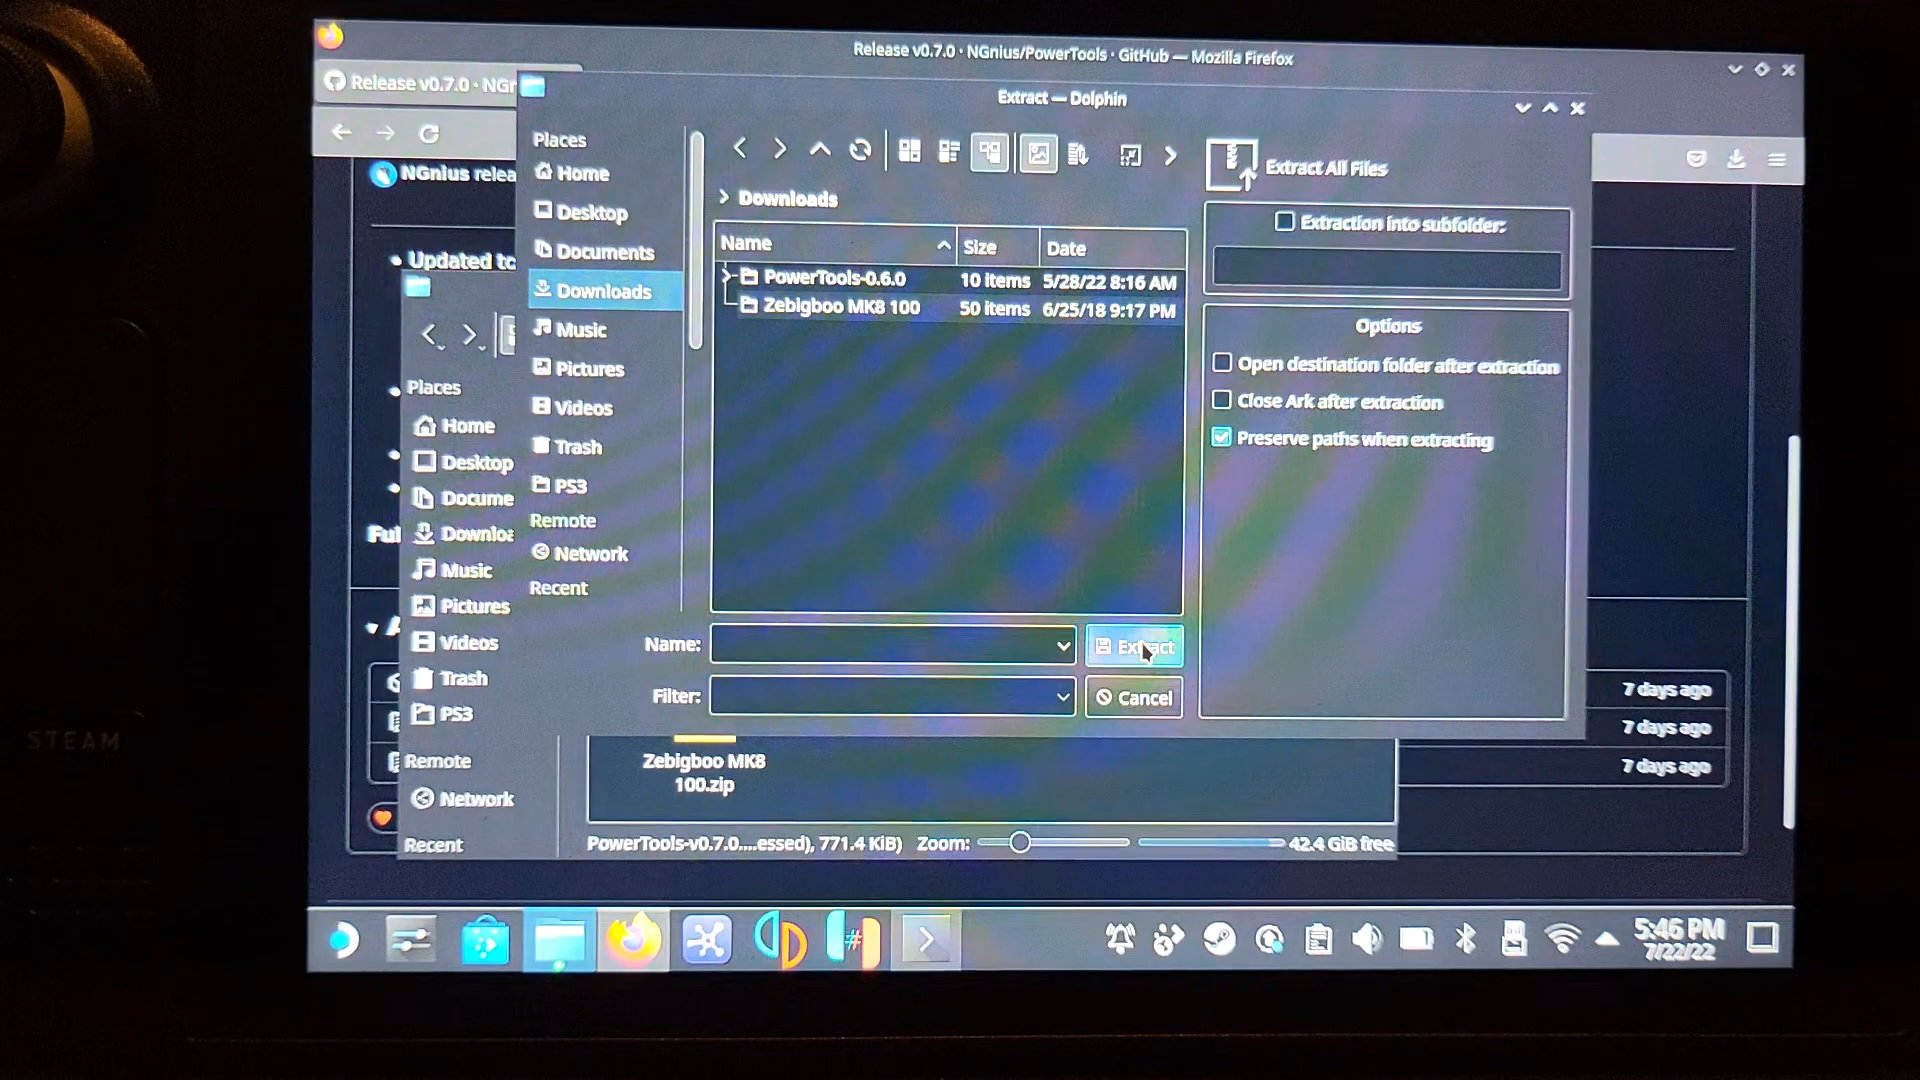 Release v0.7.0 · NGnius/PowerTools · GitHub — Mozilla Firefox
Release v0.7.0 · NGn
Extract — Dolphin
NGnius relea
Updated to
Ful
A
Places
Home
Desktop
Documents
Downloads
Music
Pictures
Videos
Trash
PS3
Remote
Network
Recent
Downloads
Name Size Date
PowerTools-0.6.0 10 items 5/28/22 8:16 AM
Zebigboo MK8 100 50 items 6/25/18 9:17 PM
Name:
Extract
Filter:
Cancel
Extract All Files
Extraction into subfolder:
Options
Open destination folder after extraction
Close Ark after extraction
Preserve paths when extracting
Places
Home
Desktop
Docume
Downloa
Music
Pictures
Videos
Trash
PS3
Remote
Network
Recent
7 days ago
7 days ago
7 days ago
Zebigboo MK8
100.zip
PowerTools-v0.7.0....essed), 771.4 KiB) Zoom: 42.4 GiB free
5:46 PM
7/22/22
STEAM